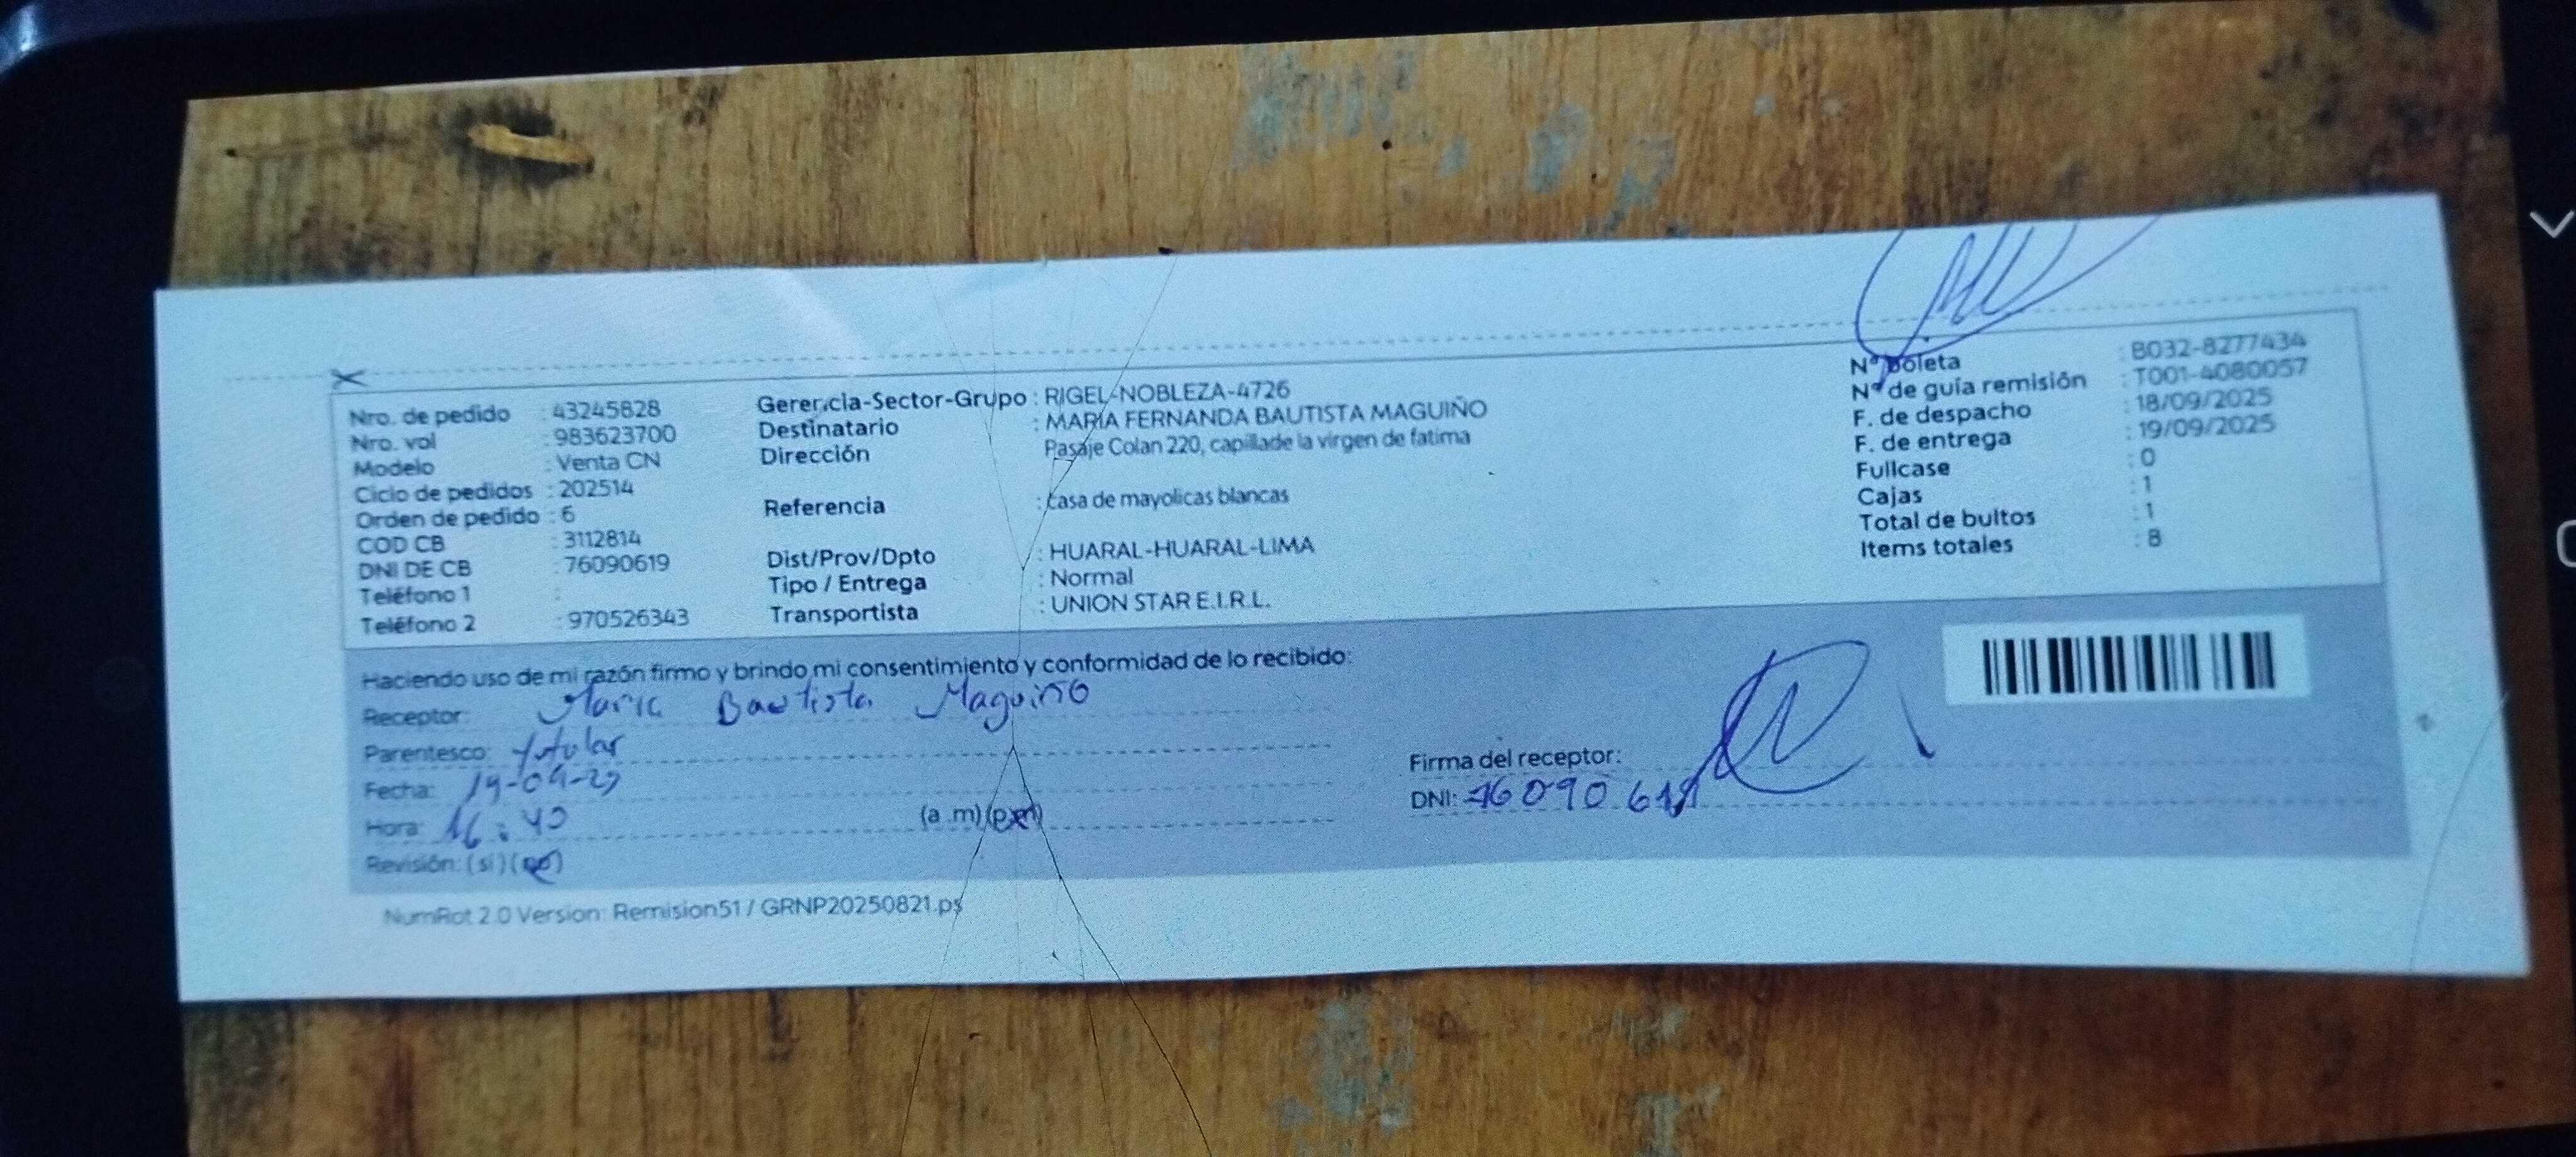 Nro. de pedido : 43245828
Nro. vol : 983623700
Modelo : Venta CN
Ciclo de pedidos : 202514
Orden de pedido : 6
COD CB : 3112814
DNI DE CB : 76090619
Teléfono 1 :
Teléfono 2 : 970526343
Gerencia-Sector-Grupo : RIGEL-NOBLEZA-4726
Destinatario : MARIA FERNANDA BAUTISTA MAGUIÑO
Dirección Pasaje Colan 220, capillade la virgen de fatima
Referencia : casa de mayolicas blancas
Dist/Prov/Dpto : HUARAL-HUARAL-LIMA
Tipo / Entrega : Normal
Transportista : UNION STAR E.I.R.L.
N° boleta : B032-8277434
N° de guía remisión : T001-4080057
F. de despacho : 18/09/2025
F. de entrega : 19/09/2025
Fullcase : 0
Cajas : 1
Total de bultos : 1
Items totales : 8
Haciendo uso de mi razón firmo y brindo mi consentimiento y conformidad de lo recibido:
Receptor: Maria Bautista Maguiño
Parentesco: titular
Fecha: 19-09-25
Hora: 16:40 (a .m) (p.m)
Revisión: (si) (no)
Firma del receptor:
DNI: 76090619
NumRot 2.0 Version: Remision51 / GRNP20250821.ps